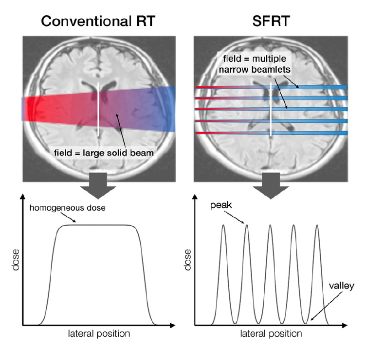 Conventional RT
SFRT
field = large solid beam
field = multiple
narrow beamlets
homogeneous dose
dose
lateral position
peak
valley
dose
lateral position